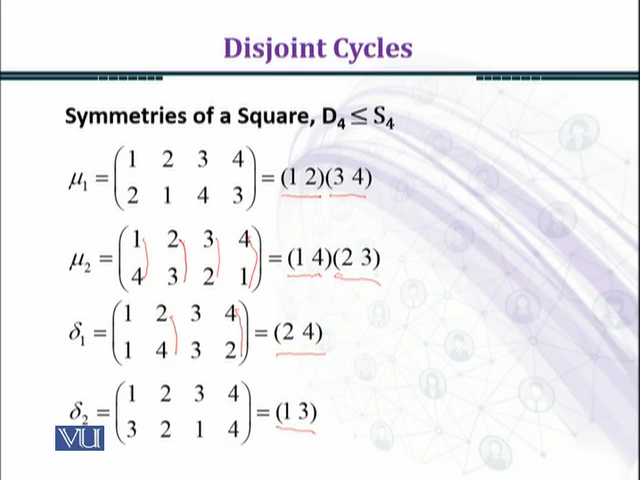 Disjoint Cycles
Symmetries of a Square, D₄ ≤ S₄
μ₁ = (1 2 3 4
2 1 4 3) = (1 2)(3 4)
μ₂ = (1 2 3 4
4 3 2 1) = (1 4)(2 3)
δ₁ = (1 2 3 4
1 4 3 2) = (2 4)
δ₂ = (1 2 3 4
3 2 1 4) = (1 3)
VU